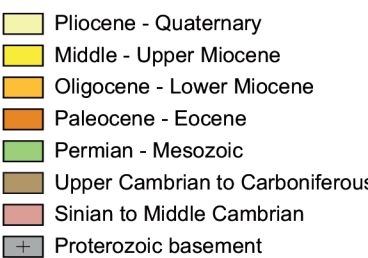 Pliocene - Quaternary
Middle - Upper Miocene
Oligocene - Lower Miocene
Paleocene - Eocene
Permian - Mesozoic
Upper Cambrian to Carboniferous
Sinian to Middle Cambrian
Proterozoic basement